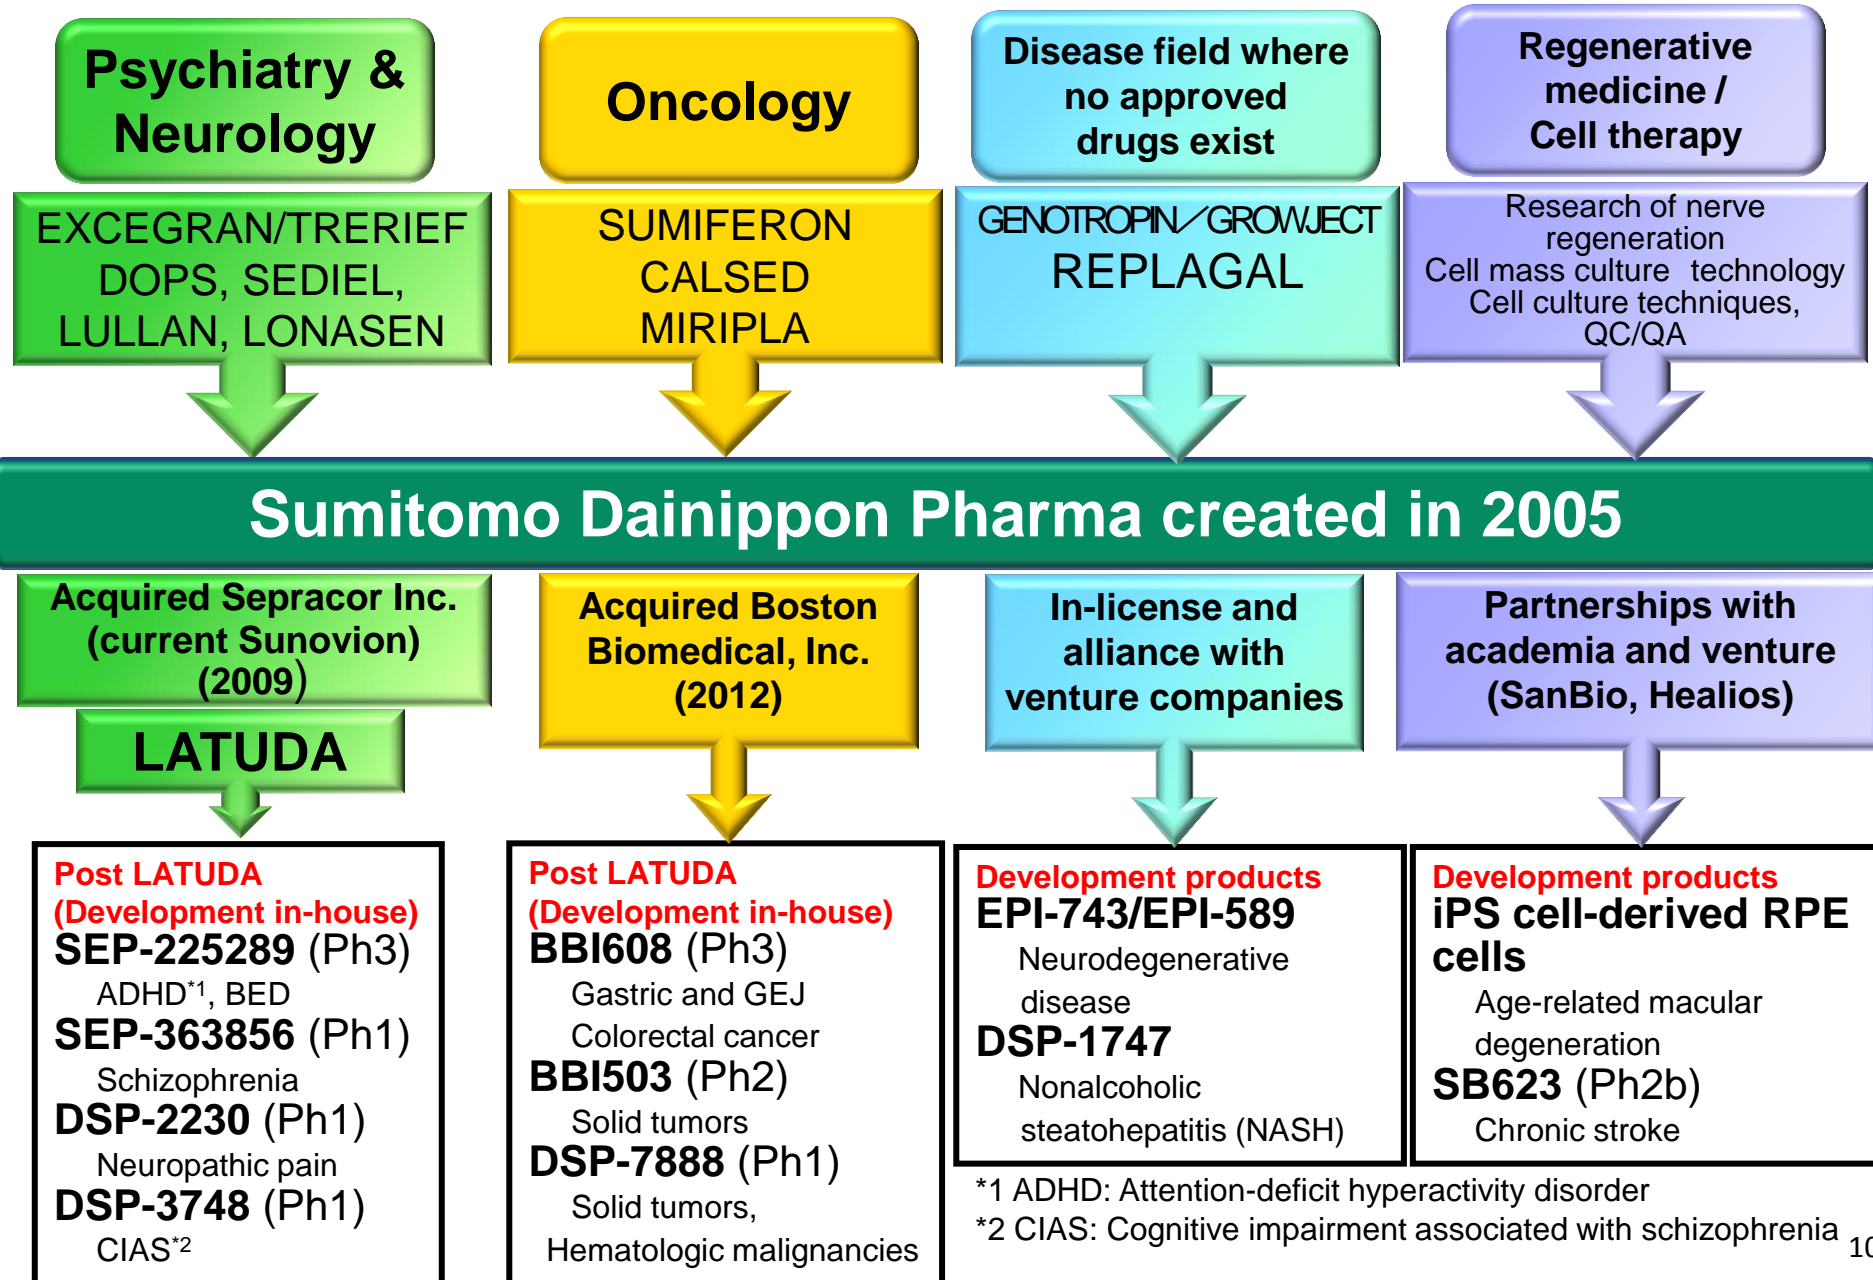 Psychiatry &
Neurology
EXCEGRAN/TRERIEF
DOPS, SEDIEL,
LULLAN, LONASEN
Oncology
SUMIFERON
CALSED
MIRIPLA
Disease field where
no approved
drugs exist
GENOTROPIN／GROWJECT
REPLAGAL
Regenerative
medicine /
Cell therapy
Research of nerve
regeneration
Cell mass culture technology
Cell culture techniques,
QC/QA
Sumitomo Dainippon Pharma created in 2005
Acquired Sepracor Inc.
(current Sunovion)
(2009)
LATUDA
Post LATUDA
(Development in-house)
SEP-225289 (Ph3)
ADHD*1, BED
SEP-363856 (Ph1)
Schizophrenia
DSP-2230 (Ph1)
Neuropathic pain
DSP-3748 (Ph1)
CIAS*2
Acquired Boston
Biomedical, Inc.
(2012)
Post LATUDA
(Development in-house)
BBI608 (Ph3)
Gastric and GEJ
Colorectal cancer
BBI503 (Ph2)
Solid tumors
DSP-7888 (Ph1)
Solid tumors,
Hematologic malignancies
In-license and
alliance with
venture companies
Development products
EPI-743/EPI-589
Neurodegenerative
disease
DSP-1747
Nonalcoholic
steatohepatitis (NASH)
Partnerships with
academia and venture
(SanBio, Healios)
Development products
iPS cell-derived RPE
cells
Age-related macular
degeneration
SB623 (Ph2b)
Chronic stroke
*1 ADHD: Attention-deficit hyperactivity disorder
*2 CIAS: Cognitive impairment associated with schizophrenia
10